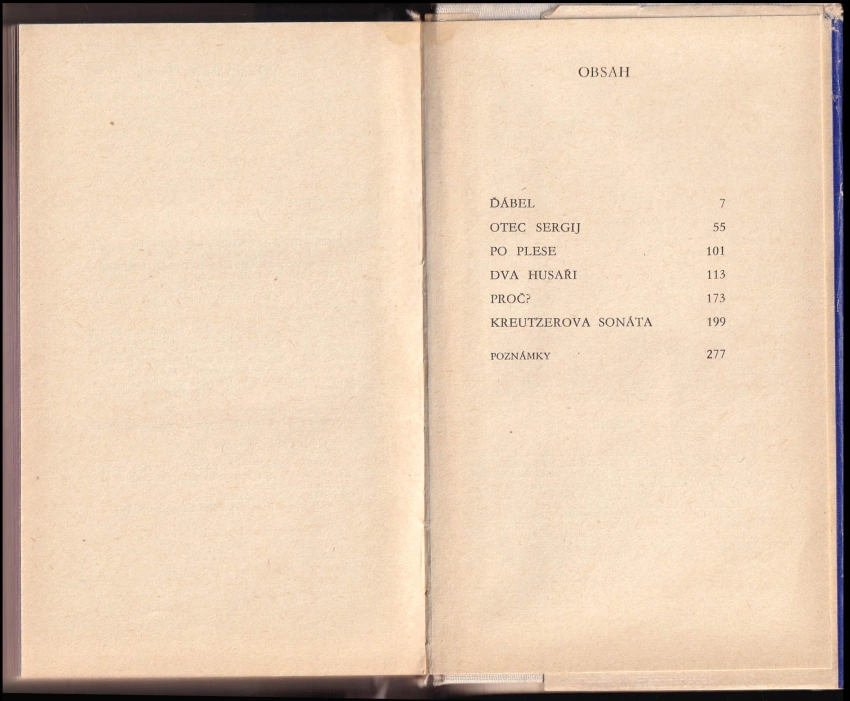 OBSAH
ĎÁBEL 7
OTEC SERGIJ 55
PO PLESE 101
DVA HUSAŘI 113
PROČ? 173
KREUTZEROVA SONÁTA 199
POZNÁMKY 277